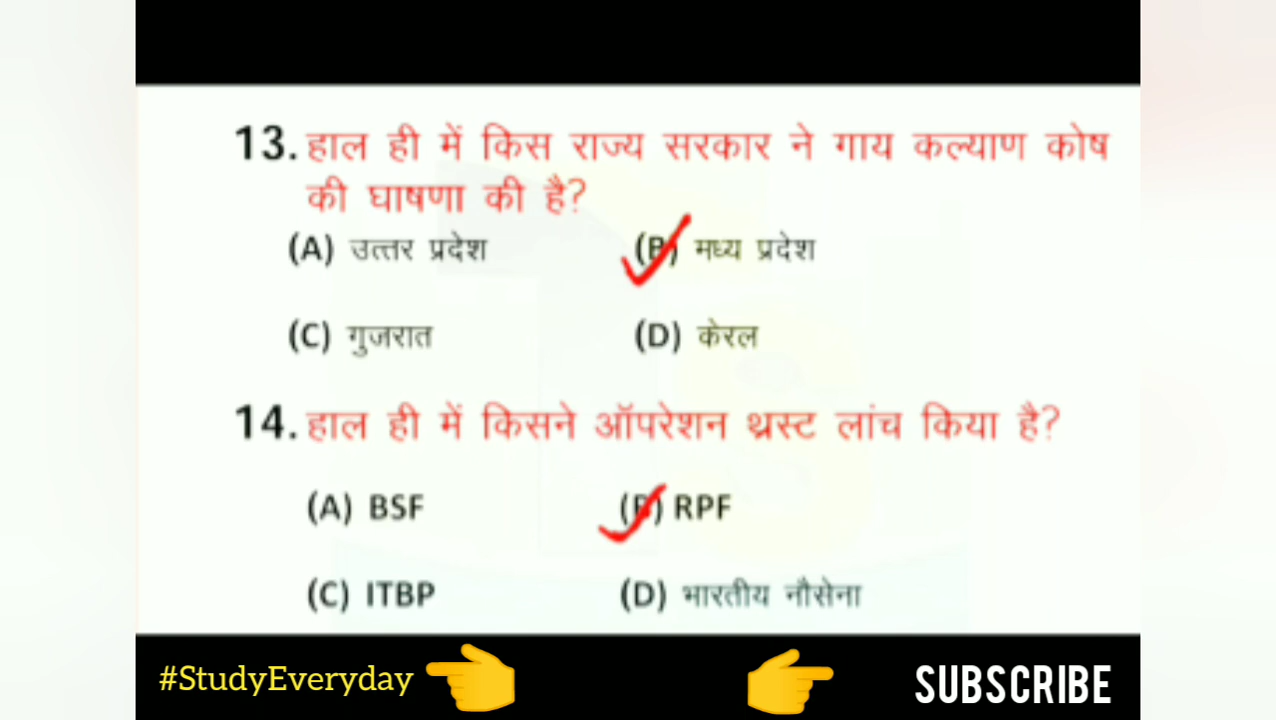 13. हाल ही में किस राज्य सरकार ने गाय कल्याण कोष
की घाषणा की है?
(A) उत्तर प्रदेश (B) मध्य प्रदेश
(C) गुजरात (D) केरल
14. हाल ही में किसने ऑपरेशन थ्रस्ट लांच किया है?
(A) BSF (B) RPF
(C) ITBP (D) भारतीय नौसेना
#StudyEveryday SUBSCRIBE